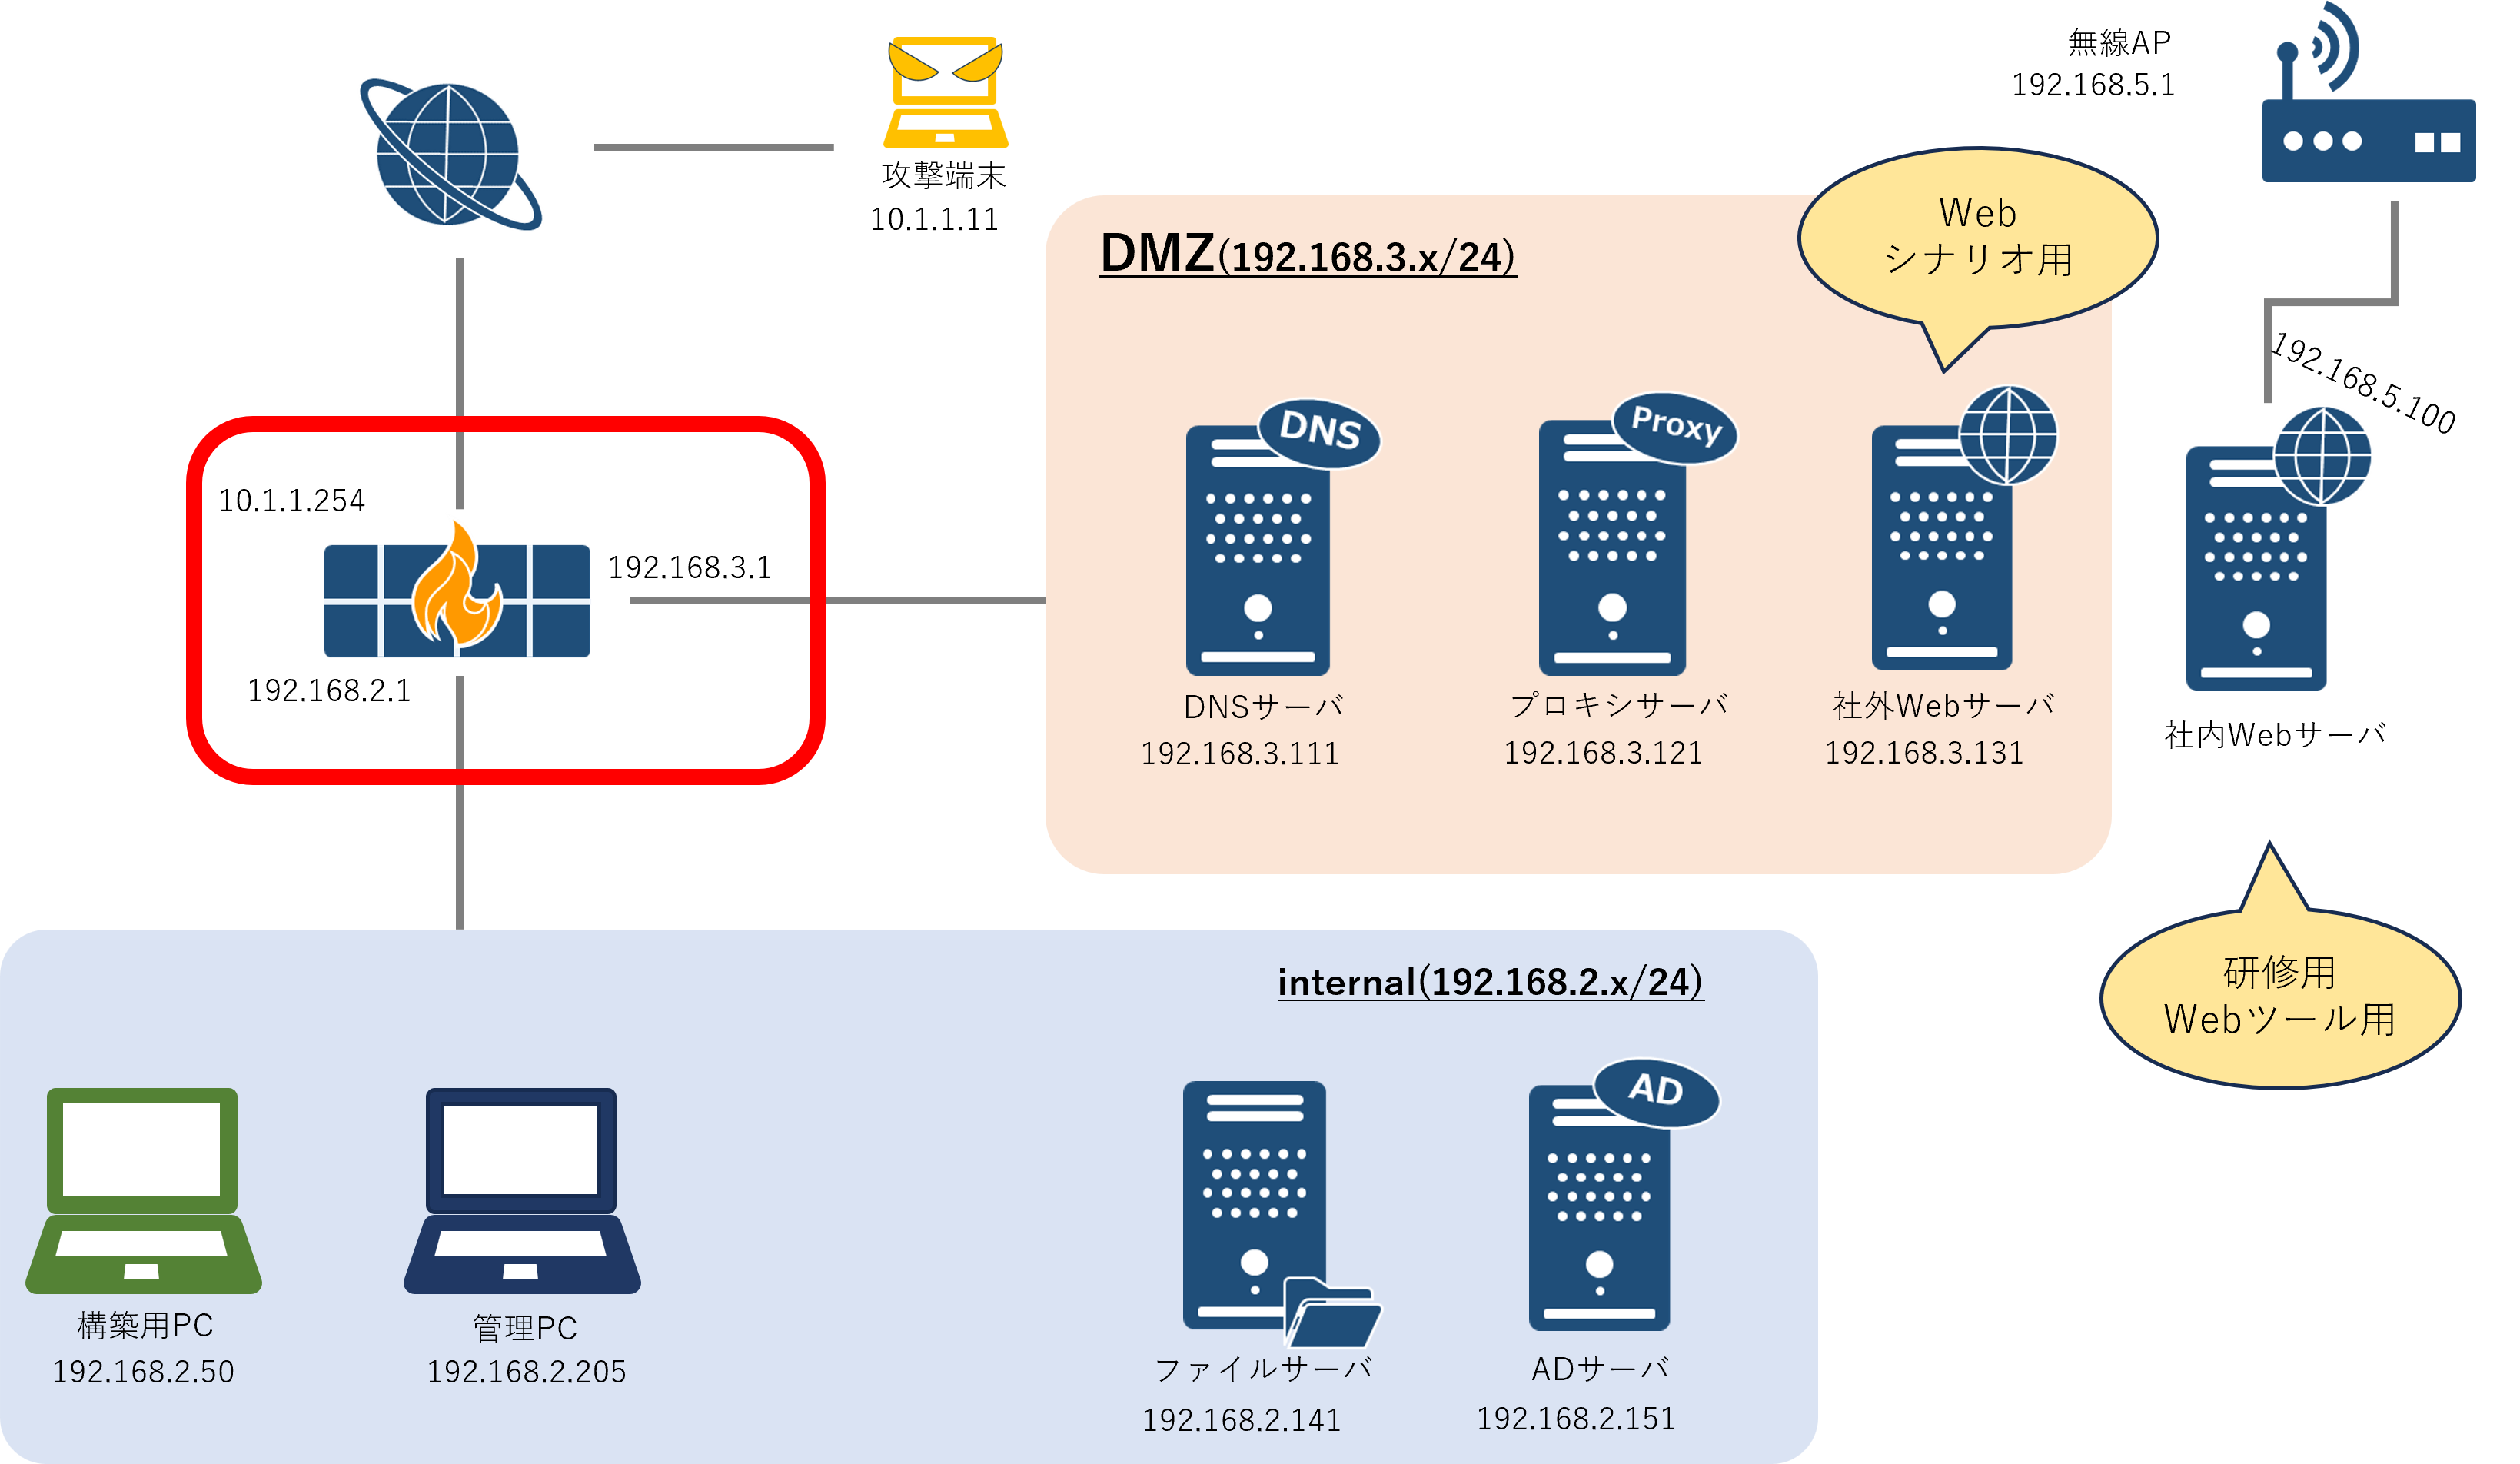 攻撃端末
10.1.1.11
無線AP
192.168.5.1
DMZ(192.168.3.x/24)
Web
シナリオ用
192.168.5.100
10.1.1.254
192.168.3.1
192.168.2.1
DNS
Proxy
DNSサーバ
192.168.3.111
プロキシサーバ
192.168.3.121
社外Webサーバ
192.168.3.131
社内Webサーバ
研修用
Webツール用
internal(192.168.2.x/24)
AD
構築用PC
192.168.2.50
管理PC
192.168.2.205
ファイルサーバ
192.168.2.141
ADサーバ
192.168.2.151